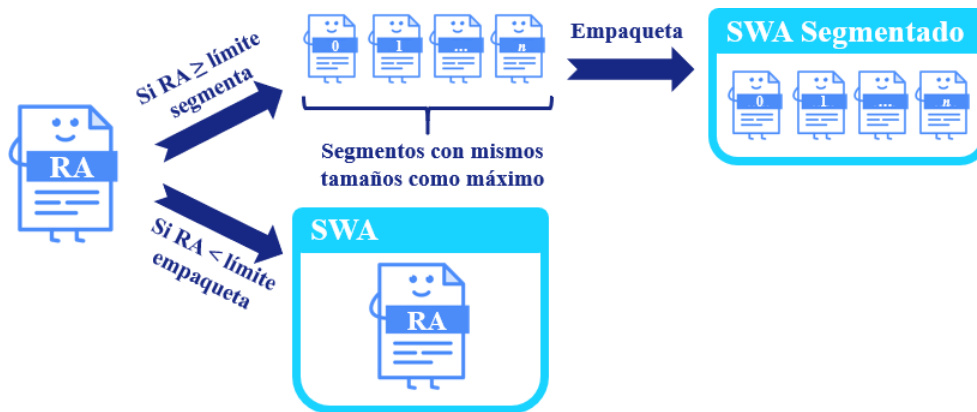 RA
Si RA ≥ límite
segmenta
0 1 ... n
Segmentos con mismos
tamaños como máximo
Empaqueta
SWA Segmentado
0 1 ... n
Si RA < límite
empaqueta
SWA
RA